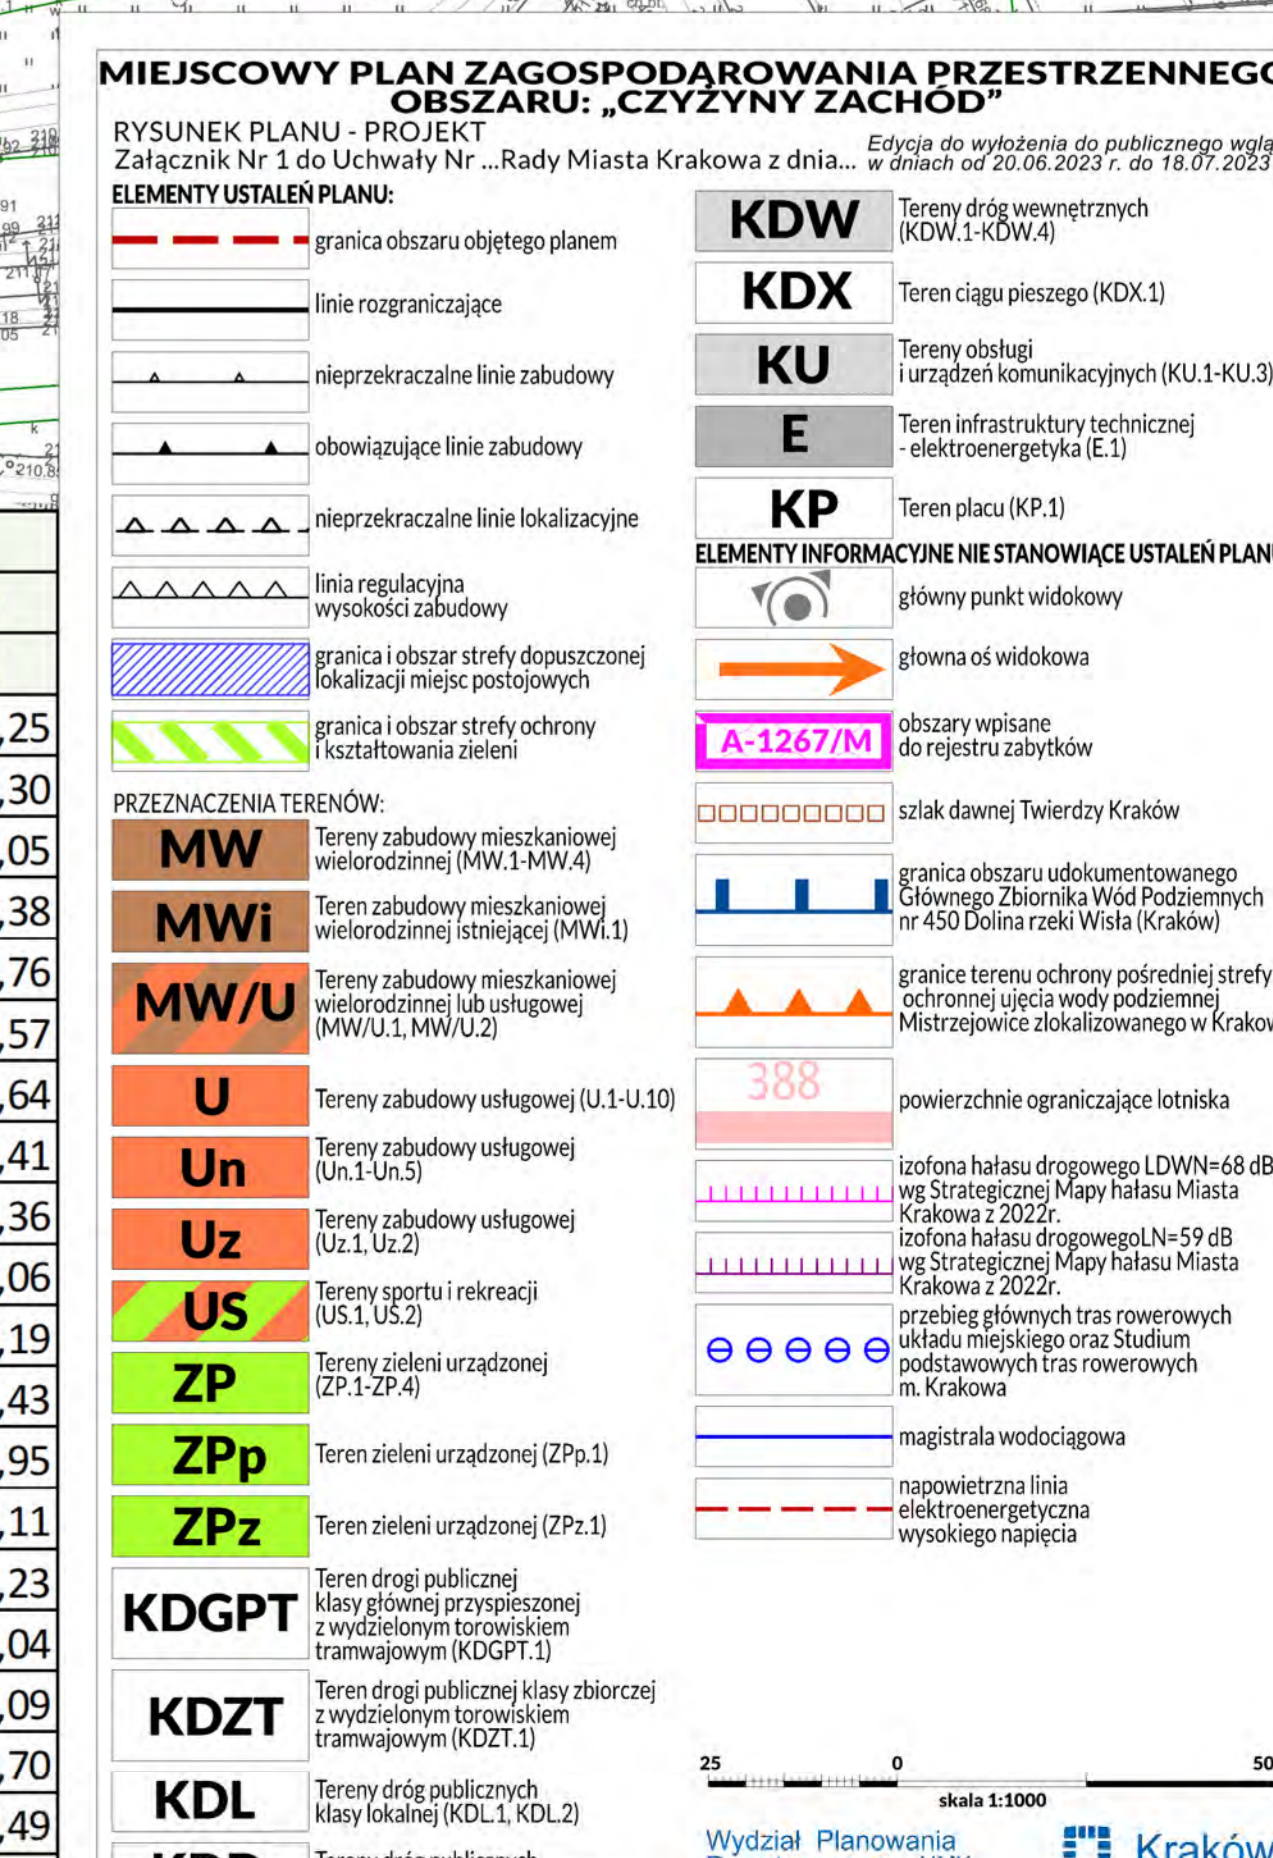 MIEJSCOWY PLAN ZAGOSPODAROWANIA PRZESTRZENNEGO
OBSZARU: „CZYŻYNY ZACHÓD”
RYSUNEK PLANU - PROJEKT
Załącznik Nr 1 do Uchwały Nr ...Rady Miasta Krakowa z dnia...
Edycja do wyłożenia do publicznego wglą
w dniach od 20.06.2023 r. do 18.07.2023
ELEMENTY USTALEŃ PLANU:
granica obszaru objętego planem
linie rozgraniczające
nieprzekraczalne linie zabudowy
obowiązujące linie zabudowy
nieprzekraczalne linie lokalizacyjne
linia regulacyjna
wysokości zabudowy
granica i obszar strefy dopuszczonej
lokalizacji miejsc postojowych
granica i obszar strefy ochrony
i kształtowania zieleni
PRZEZNACZENIA TERENÓW:
MW
Tereny zabudowy mieszkaniowej
wielorodzinnej (MW.1-MW.4)
MWi
Teren zabudowy mieszkaniowej
wielorodzinnej istniejącej (MWi.1)
MW/U
Tereny zabudowy mieszkaniowej
wielorodzinnej lub usługowej
(MW/U.1, MW/U.2)
U
Tereny zabudowy usługowej (U.1-U.10)
Un
Tereny zabudowy usługowej
(Un.1-Un.5)
Uz
Tereny zabudowy usługowej
(Uz.1, Uz.2)
US
Tereny sportu i rekreacji
(US.1, US.2)
ZP
Tereny zieleni urządzonej
(ZP.1-ZP.4)
ZPp
Teren zieleni urządzonej (ZPp.1)
ZPz
Teren zieleni urządzonej (ZPz.1)
KDGPT
Teren drogi publicznej
klasy głównej przyspieszonej
z wydzielonym torowiskiem
tramwajowym (KDGPT.1)
KDZT
Teren drogi publicznej klasy zbiorczej
z wydzielonym torowiskiem
tramwajowym (KDZT.1)
KDL
Tereny dróg publicznych
klasy lokalnej (KDL.1, KDL.2)
KDD
Tereny dróg publicznych
KDW
Tereny dróg wewnętrznych
(KDW.1-KDW.4)
KDX
Teren ciągu pieszego (KDX.1)
KU
Tereny obsługi
i urządzeń komunikacyjnych (KU.1-KU.3)
E
Teren infrastruktury technicznej
- elektroenergetyka (E.1)
KP
Teren placu (KP.1)
ELEMENTY INFORMACYJNE NIE STANOWIĄCE USTALEŃ PLANU
główny punkt widokowy
głowna oś widokowa
A-1267/M
obszary wpisane
do rejestru zabytków
szlak dawnej Twierdzy Kraków
granica obszaru udokumentowanego
Głównego Zbiornika Wód Podziemnych
nr 450 Dolina rzeki Wisła (Kraków)
granice terenu ochrony pośredniej strefy
ochronnej ujęcia wody podziemnej
Mistrzejowice zlokalizowanego w Krakow
388
powierzchnie ograniczające lotniska
izofona hałasu drogowego LDWN=68 dB
wg Strategicznej Mapy hałasu Miasta
Krakowa z 2022r.
izofona hałasu drogowegoLN=59 dB
wg Strategicznej Mapy hałasu Miasta
Krakowa z 2022r.
przebieg głównych tras rowerowych
układu miejskiego oraz Studium
podstawowych tras rowerowych
m. Krakowa
magistrala wodociągowa
napowietrzna linia
elektroenergetyczna
wysokiego napięcia
25 0 50
skala 1:1000
Wydział Planowania
Kraków
,25
,30
,05
,38
,76
,57
,64
,41
,36
,06
,19
,43
,95
,11
,23
,04
,09
,70
,49